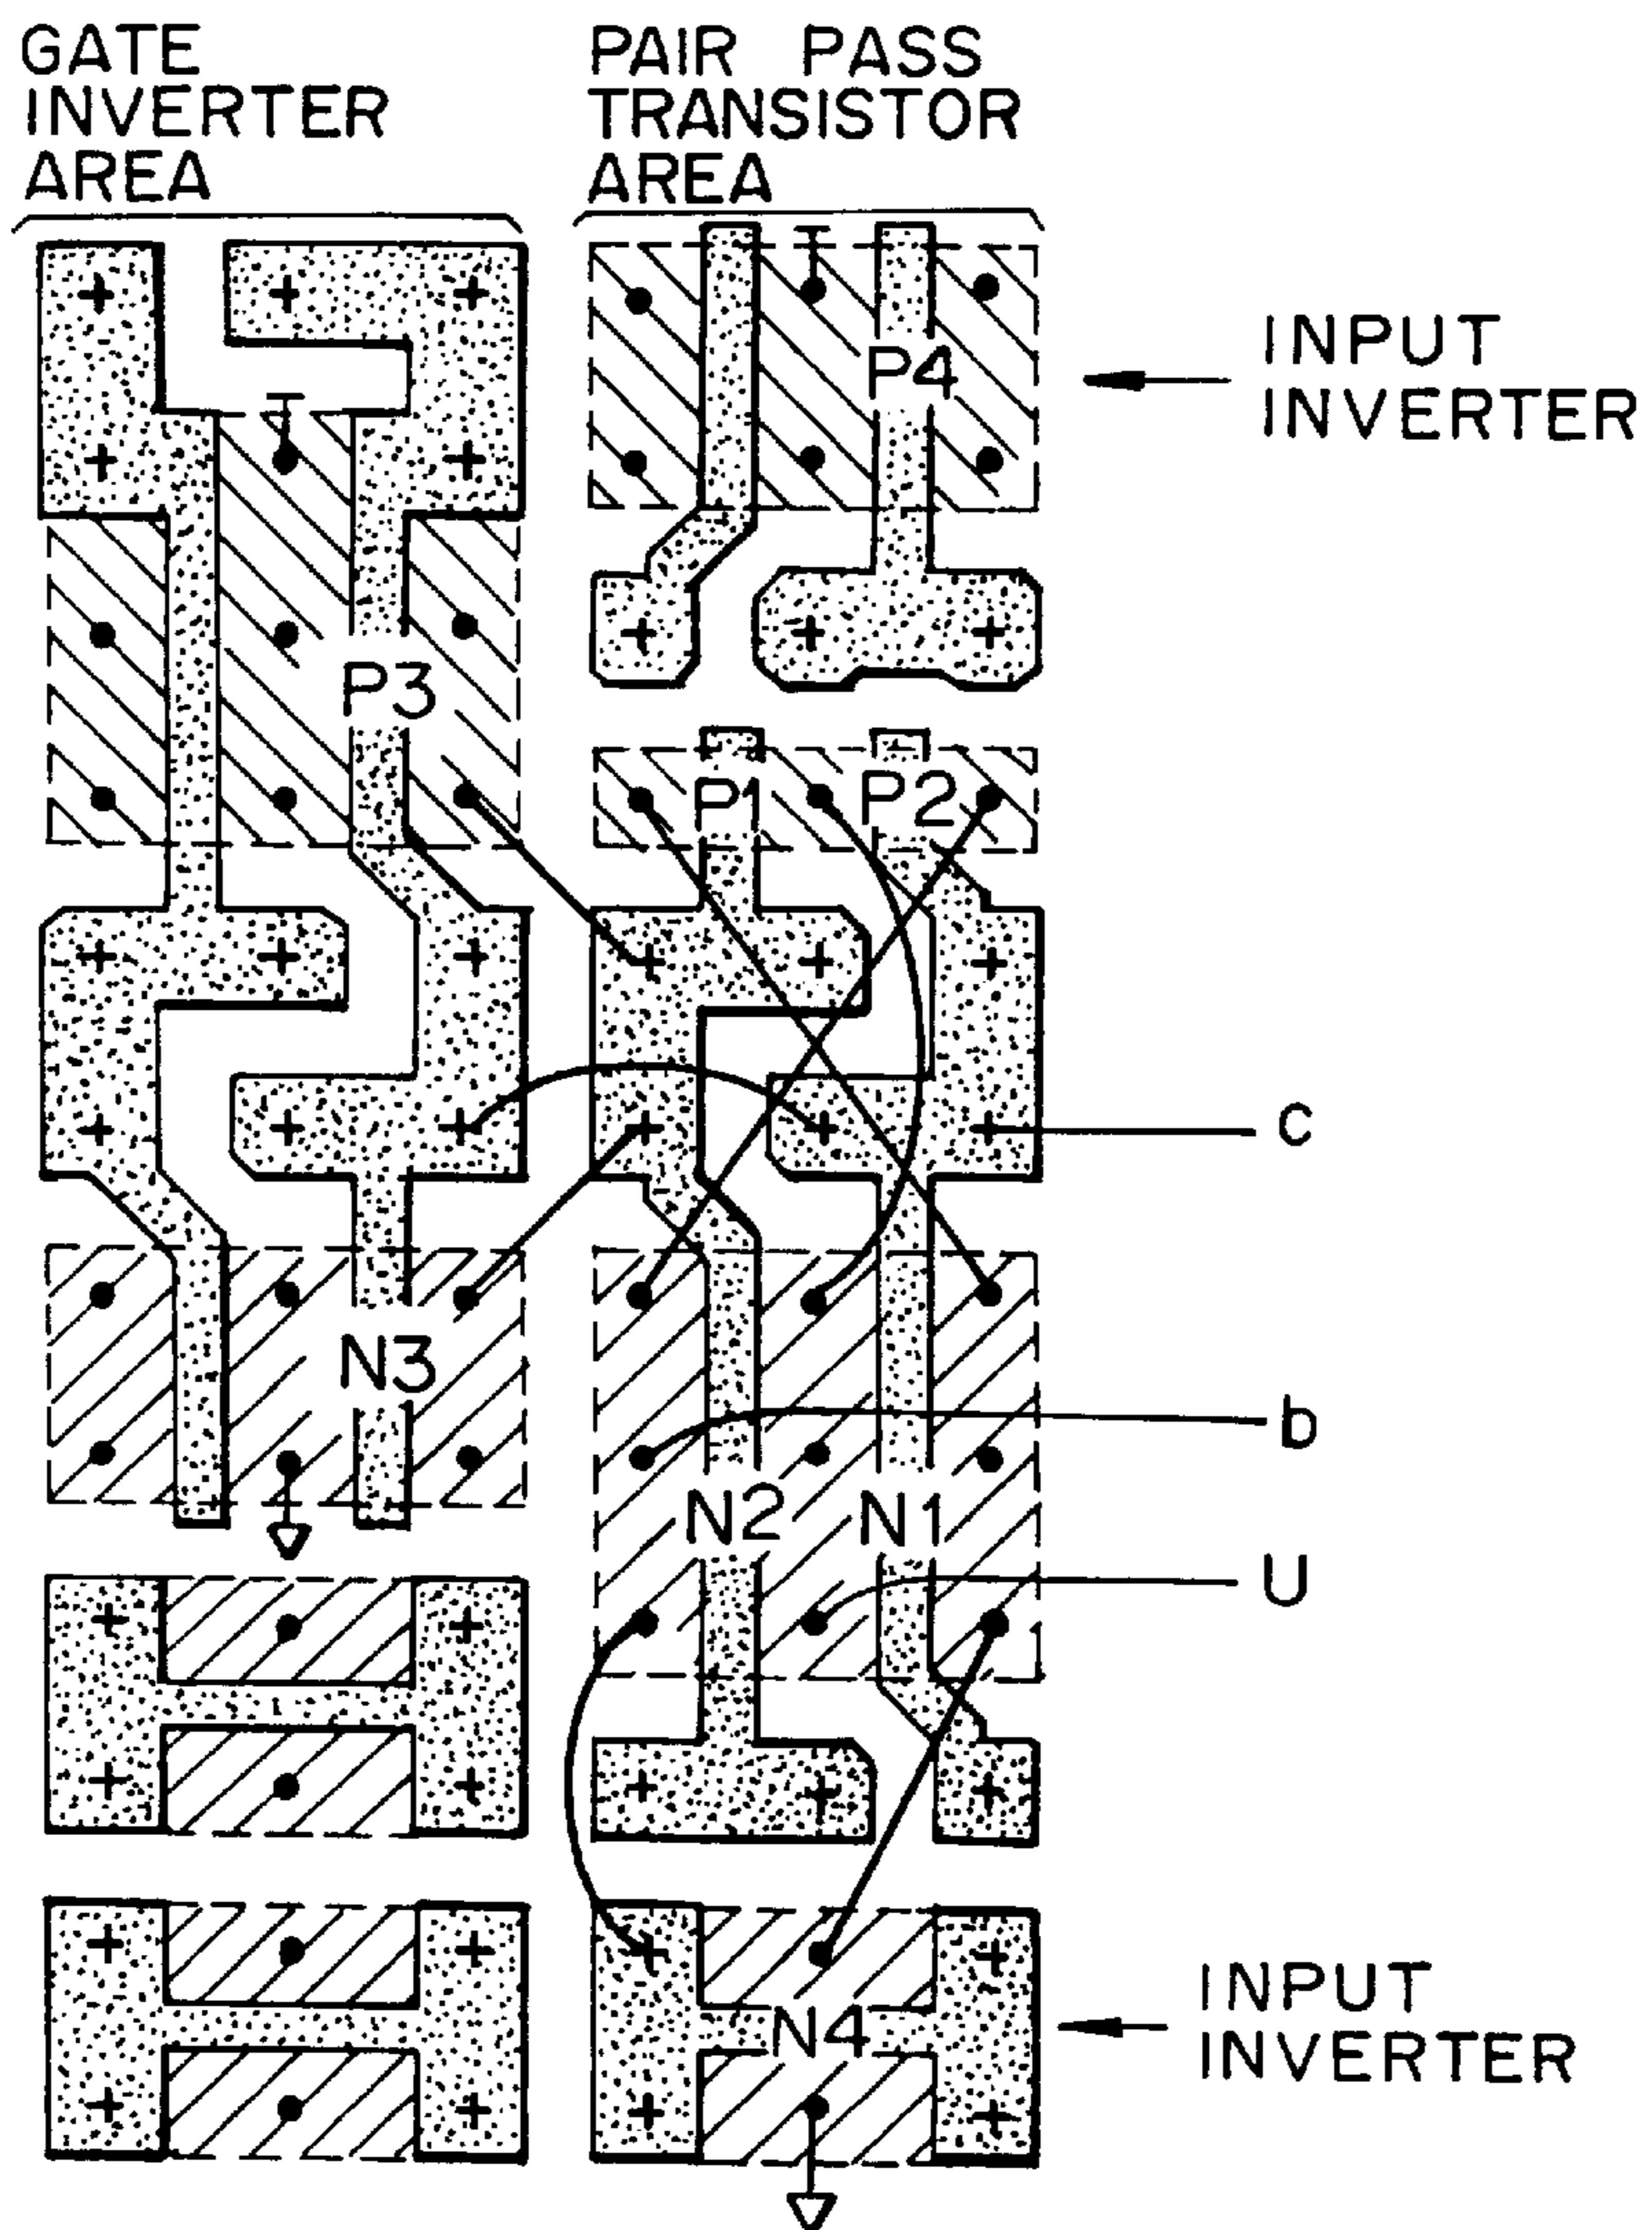 GATE
INVERTER
AREA
PAIR PASS
TRANSISTOR
AREA
P4
INPUT
INVERTER
P3
P1
P2
C
N3
b
N2
N1
U
N4
INPUT
INVERTER